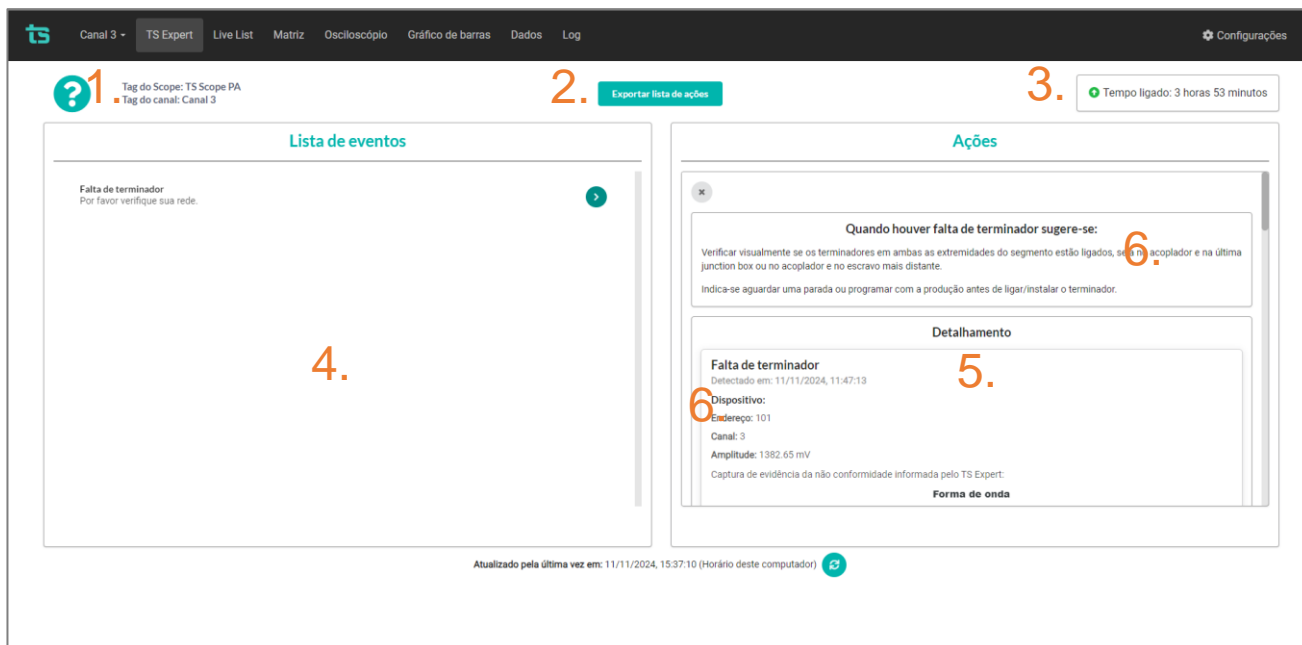 ts Canal 3 TS Expert Live List Matriz Osciloscópio Gráfico de barras Dados Log Configurações
? 1. Tag do Scope: TS Scope PA
Tag do canal: Canal 3
2. Exportar lista de ações
3. Tempo ligado: 3 horas 53 minutos
Lista de eventos
Falta de terminador
Por favor verifique sua rede.
4.
Ações
Quando houver falta de terminador sugere-se:
6.
Verificar visualmente se os terminadores em ambas as extremidades do segmento estão ligados, seja no acoplador e na última
junction box ou no acoplador e no escravo mais distante.
Indica-se aguardar uma parada ou programar com a produção antes de ligar/instalar o terminador.
Detalhamento
5.
Falta de terminador
Detectado em: 11/11/2024, 11:47:13
Dispositivo:
6.
Endereço: 101
Canal: 3
Amplitude: 1382.65 mV
Captura de evidência da não conformidade informada pelo TS Expert:
Forma de onda
Atualizado pela última vez em: 11/11/2024, 15:37:10 (Horário deste computador)